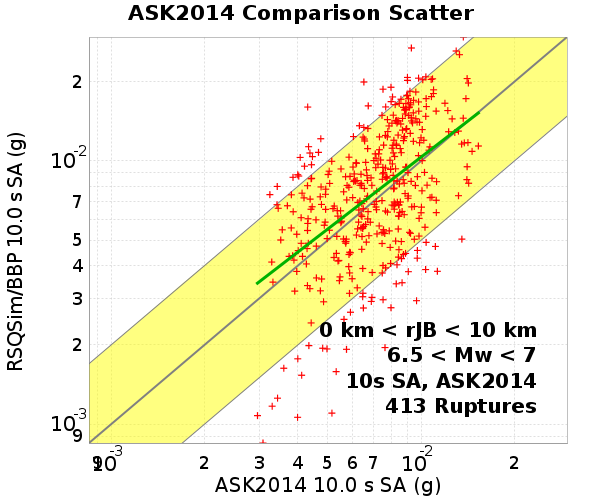 ASK2014 Comparison Scatter
RSQSim/BBP 10.0 s SA (g)
2
10-2
7
5
4
3
2
10-3
9
0 km < rJB < 10 km
6.5 < Mw < 7
10s SA, ASK2014
413 Ruptures
9 10-3 2 3 4 5 6 7 10-2 2
ASK2014 10.0 s SA (g)